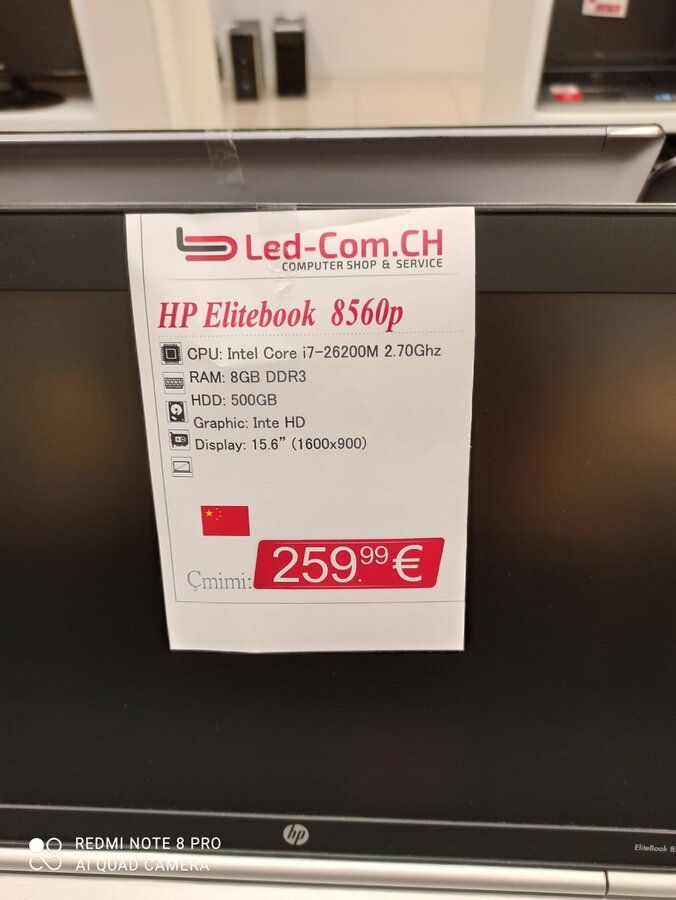 Led-Com.CH
COMPUTER SHOP & SERVICE
HP Elitebook 8560p
CPU: Intel Core i7-26200M 2.70Ghz
RAM: 8GB DDR3
HDD: 500GB
Graphic: Inte HD
Display: 15.6” (1600x900)
Çmimi: 259.99 €
hp
EliteBook
REDMI NOTE 8 PRO
AI QUAD CAMERA